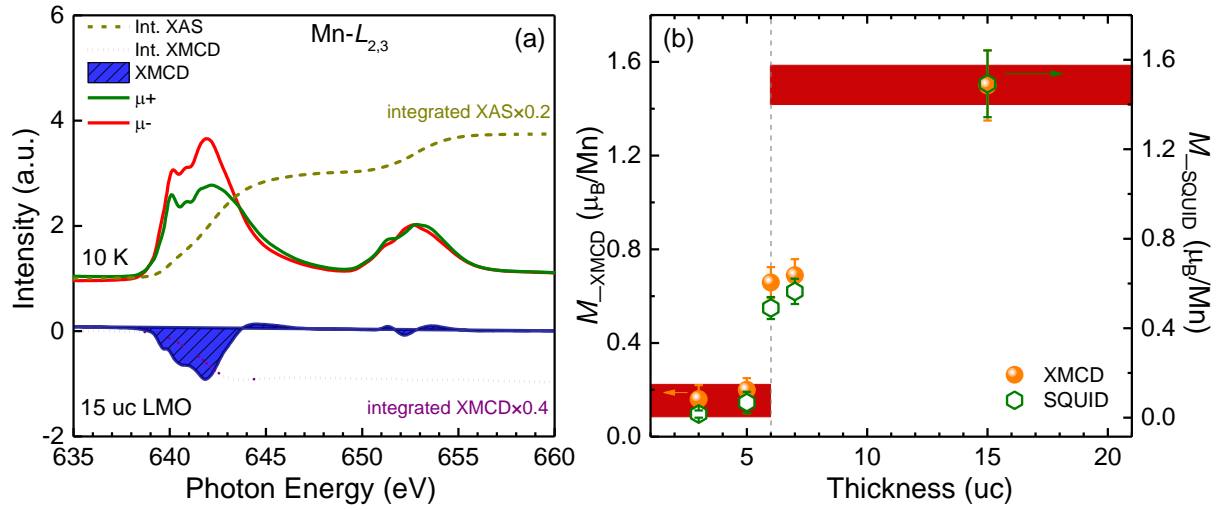 6
4
2
0
-2
Intensity (a.u.)
Int. XAS
Int. XMCD
XMCD
μ+
μ-
Mn-L2,3
(a)
integrated XAS×0.2
10 K
15 uc LMO
integrated XMCD×0.4
635 640 645 650 655 660
Photon Energy (eV)
(b)
1.6
1.2
0.8
0.4
0.0
M_XMCD (μB/Mn)
XMCD
SQUID
5 10 15 20
Thickness (uc)
1.6
1.2
0.8
0.4
0.0
M_SQUID (μB/Mn)